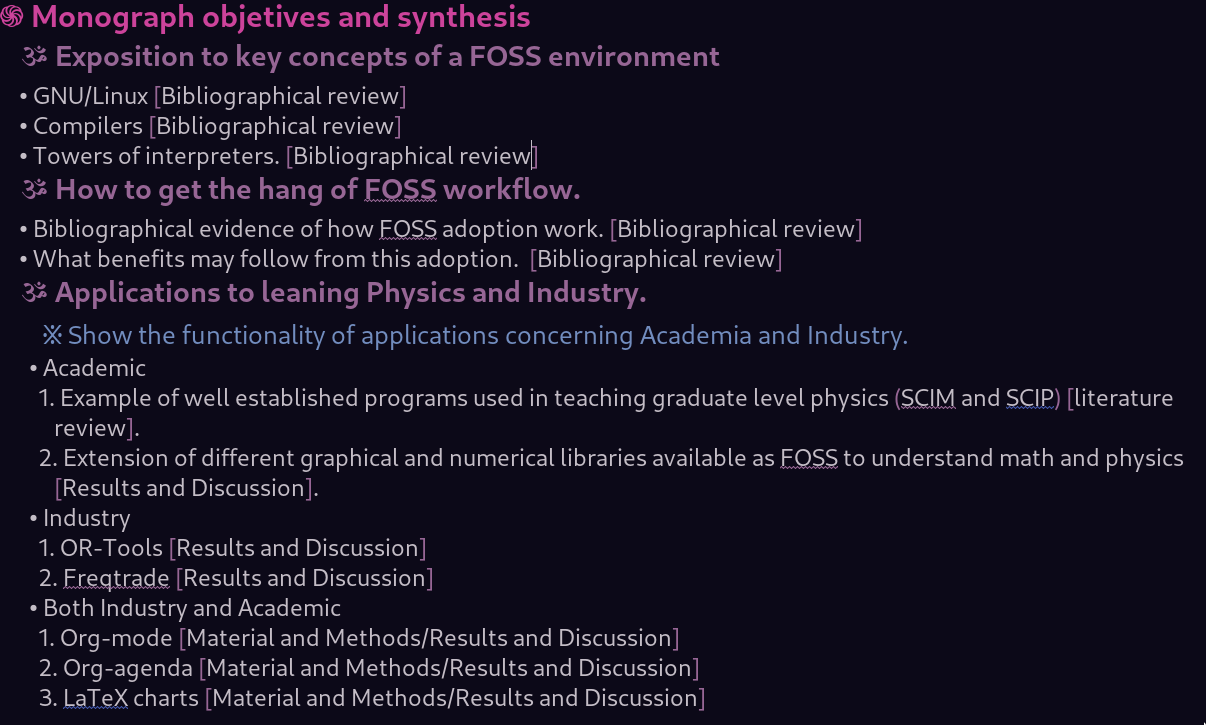 Monograph objetives and synthesis
ॐ Exposition to key concepts of a FOSS environment
• GNU/Linux [Bibliographical review]
• Compilers [Bibliographical review]
• Towers of interpreters. [Bibliographical review]
ॐ How to get the hang of FOSS workflow.
• Bibliographical evidence of how FOSS adoption work. [Bibliographical review]
• What benefits may follow from this adoption.  [Bibliographical review]
ॐ Applications to leaning Physics and Industry.
※ Show the functionality of applications concerning Academia and Industry.
• Academic
1. Example of well established programs used in teaching graduate level physics (SCIM and SCIP) [literature
review].
2. Extension of different graphical and numerical libraries available as FOSS to understand math and physics
[Results and Discussion].
• Industry
1. OR-Tools [Results and Discussion]
2. Freqtrade [Results and Discussion]
• Both Industry and Academic
1. Org-mode [Material and Methods/Results and Discussion]
2. Org-agenda [Material and Methods/Results and Discussion]
3. LaTeX charts [Material and Methods/Results and Discussion]